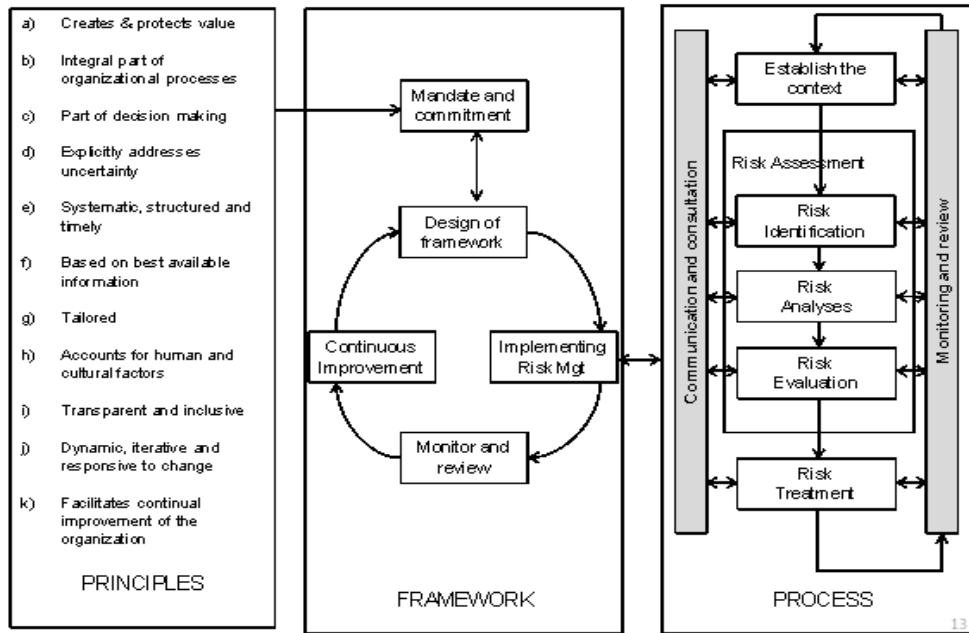 a) Creates & protects value
b) Integral part of
organizational processes
c) Part of decision making
d) Explicitly addresses
uncertainty
e) Systematic, structured and
timely
f) Based on best available
information
g) Tailored
h) Accounts for human and
cultural factors
i) Transparent and inclusive
j) Dynamic, iterative and
responsive to change
k) Facilitates continual
improvement of the
organization
PRINCIPLES
Mandate and
commitment
Design of
framework
Continuous
Improvement
Implementing
Risk Mgt
Monitor and
review
FRAMEWORK
Communication and consultation
Establish the
context
Risk Assessment
Risk
Identification
Risk
Analyses
Risk
Evaluation
Risk
Treatment
Monitoring and review
PROCESS
13